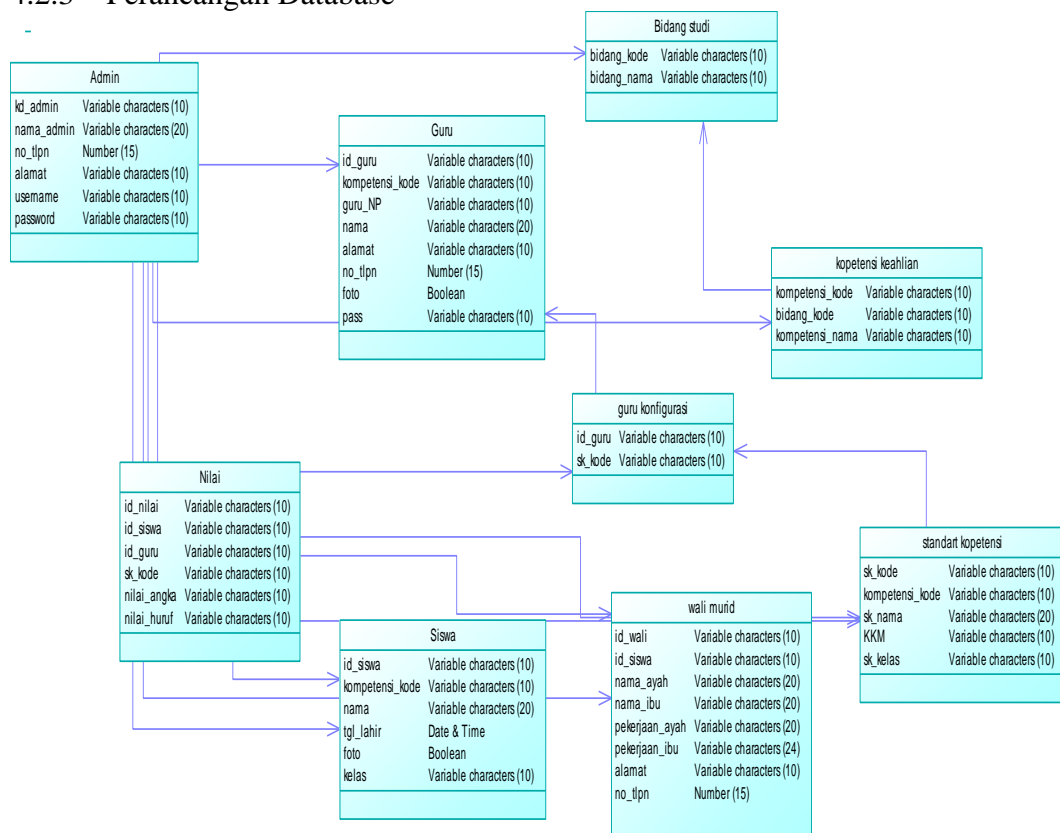 4.2.3 Perancangan Database
Bidang studi
bidang_kode Variable characters (10)
bidang_nama Variable characters (10)
Admin
kd_admin Variable characters (10)
nama_admin Variable characters (20)
no_tlpn Number (15)
alamat Variable characters (10)
username Variable characters (10)
password Variable characters (10)
Guru
id_guru Variable characters (10)
kompetensi_kode Variable characters (10)
guru_NP Variable characters (10)
nama Variable characters (20)
alamat Variable characters (10)
no_tlpn Number (15)
foto Boolean
pass Variable characters (10)
kopetensi keahlian
kompetensi_kode Variable characters (10)
bidang_kode Variable characters (10)
kompetensi_nama Variable characters (10)
guru konfigurasi
id_guru Variable characters (10)
sk_kode Variable characters (10)
Nilai
id_nilai Variable characters (10)
id_siswa Variable characters (10)
id_guru Variable characters (10)
sk_kode Variable characters (10)
nilai_angka Variable characters (10)
nilai_huruf Variable characters (10)
standart kopetensi
sk_kode Variable characters (10)
kompetensi_kode Variable characters (10)
sk_nama Variable characters (20)
KKM Variable characters (10)
sk_kelas Variable characters (10)
wali murid
id_wali Variable characters (10)
id_siswa Variable characters (10)
nama_ayah Variable characters (20)
nama_ibu Variable characters (20)
pekerjaan_ayah Variable characters (20)
pekerjaan_ibu Variable characters (24)
alamat Variable characters (10)
no_tlpn Number (15)
Siswa
id_siswa Variable characters (10)
kompetensi_kode Variable characters (10)
nama Variable characters (20)
tgl_lahir Date & Time
foto Boolean
kelas Variable characters (10)